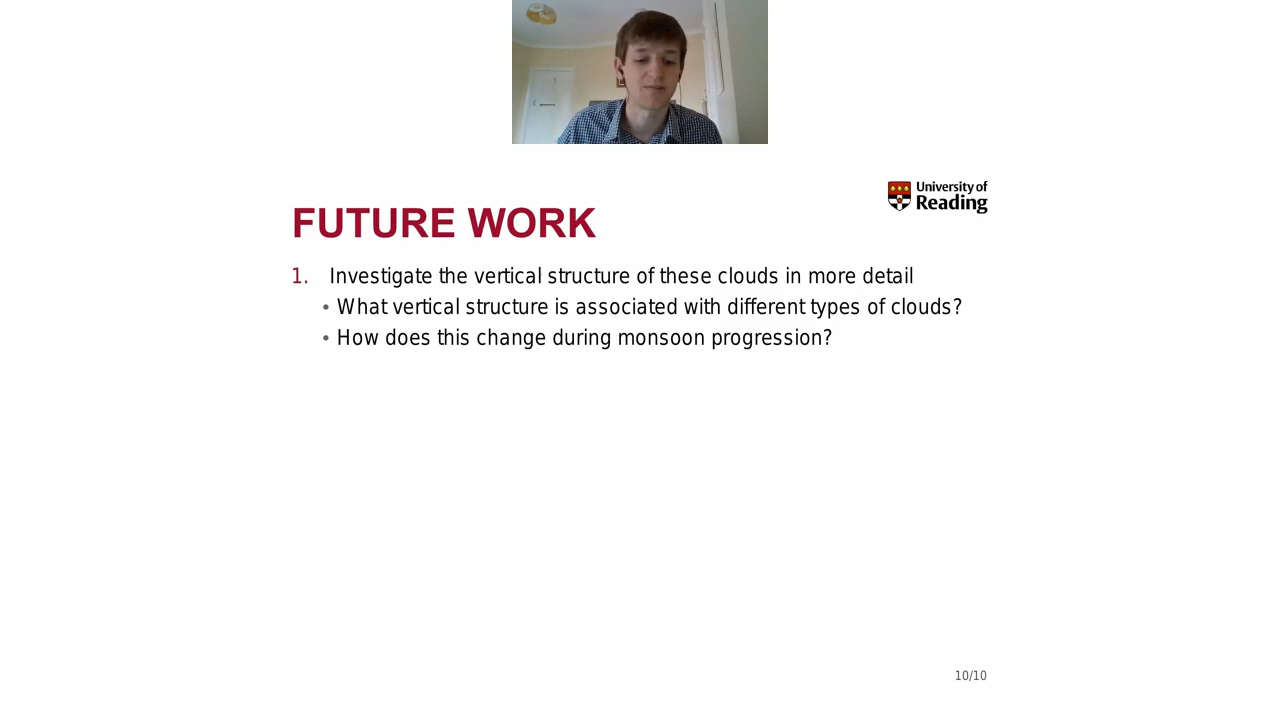 University of
Reading
FUTURE WORK
1. Investigate the vertical structure of these clouds in more detail
• What vertical structure is associated with different types of clouds?
• How does this change during monsoon progression?
10/10